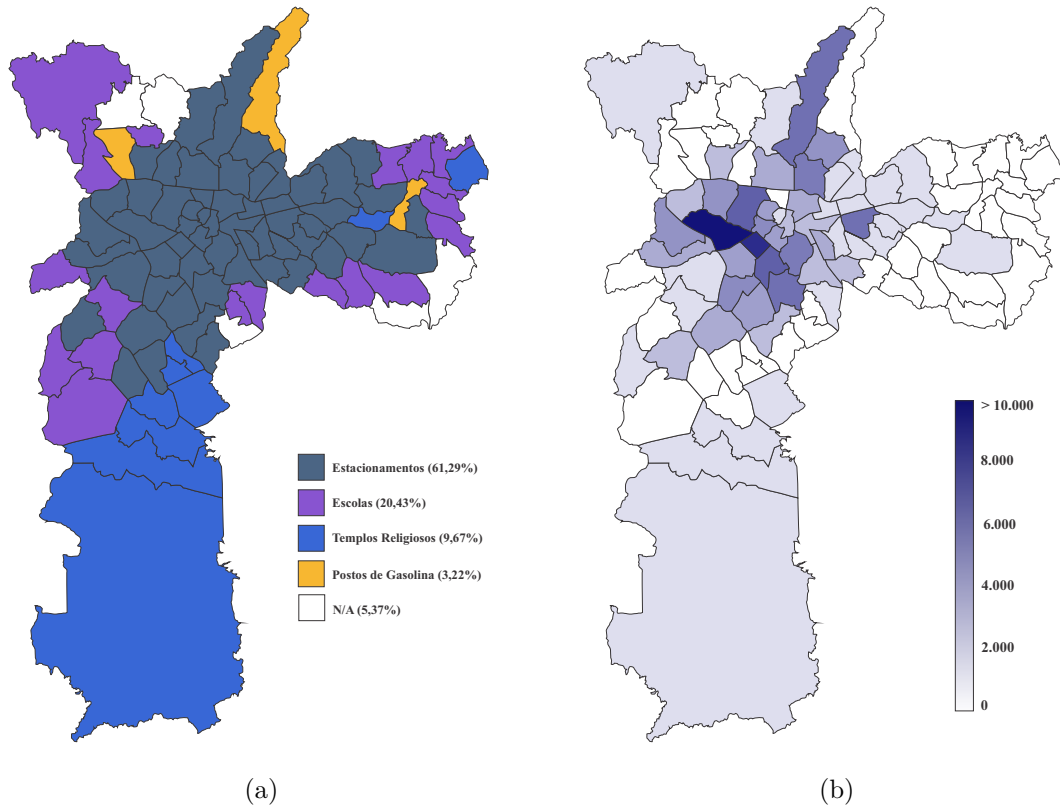 Estacionamentos (61,29%)
Escolas (20,43%)
Templos Religiosos (9,67%)
Postos de Gasolina (3,22%)
N/A (5,37%)
> 10.000
8.000
6.000
4.000
2.000
0
(a)
(b)